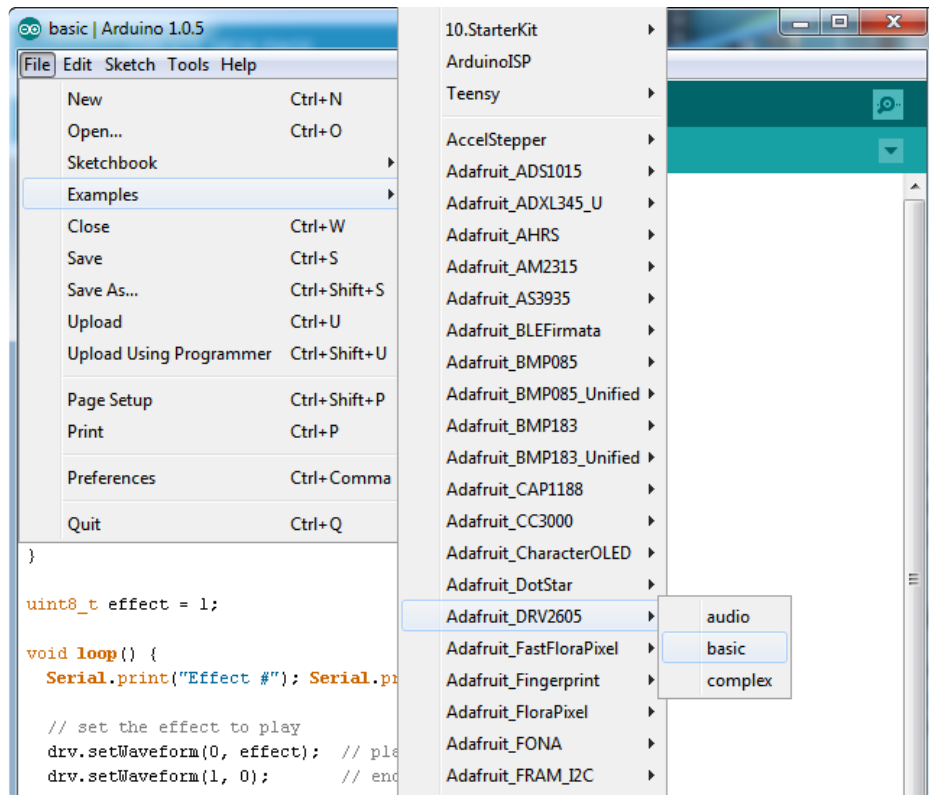 basic | Arduino 1.0.5
File Edit Sketch Tools Help
New Ctrl+N
Open... Ctrl+O
Sketchbook
Examples
Close Ctrl+W
Save Ctrl+S
Save As... Ctrl+Shift+S
Upload Ctrl+U
Upload Using Programmer Ctrl+Shift+U
Page Setup Ctrl+Shift+P
Print Ctrl+P
Preferences Ctrl+Comma
Quit Ctrl+Q
10.StarterKit
ArduinoISP
Teensy
AccelStepper
Adafruit_ADS1015
Adafruit_ADXL345_U
Adafruit_AHRS
Adafruit_AM2315
Adafruit_AS3935
Adafruit_BLEFirmata
Adafruit_BMP085
Adafruit_BMP085_Unified
Adafruit_BMP183
Adafruit_BMP183_Unified
Adafruit_CAP1188
Adafruit_CC3000
Adafruit_CharacterOLED
Adafruit_DotStar
Adafruit_DRV2605
Adafruit_FastFloraPixel
Adafruit_Fingerprint
Adafruit_FloraPixel
Adafruit_FONA
Adafruit_FRAM_I2C
audio
basic
complex
}
uint8_t effect = 1;
void loop() {
Serial.print("Effect #"); Serial.pr
// set the effect to play
drv.setWaveform(0, effect); // pla
drv.setWaveform(1, 0); // end